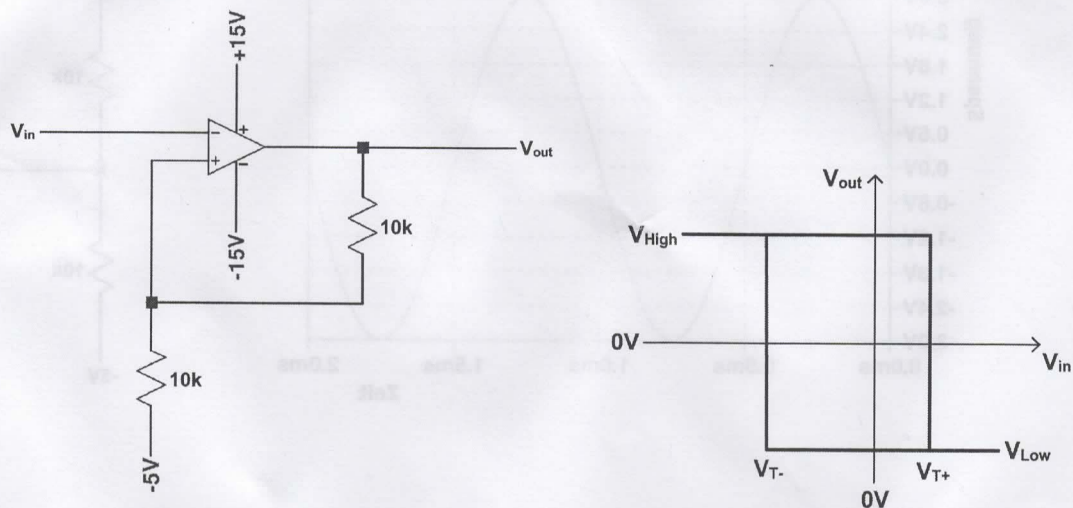 +15V
Vin
Vout
-15V
10k
10k
-5V
Vout
VHigh
0V
Vin
VT-
VT+
VLow
0V
-
+
+
-